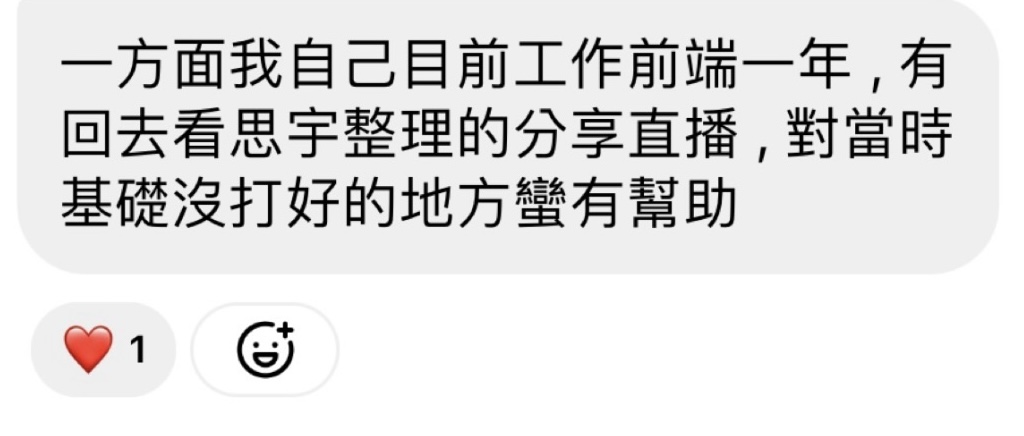 一方面我自己目前工作前端一年，有
回去看思宇整理的分享直播，對當時
基礎沒打好的地方蠻有幫助
❤️ 1